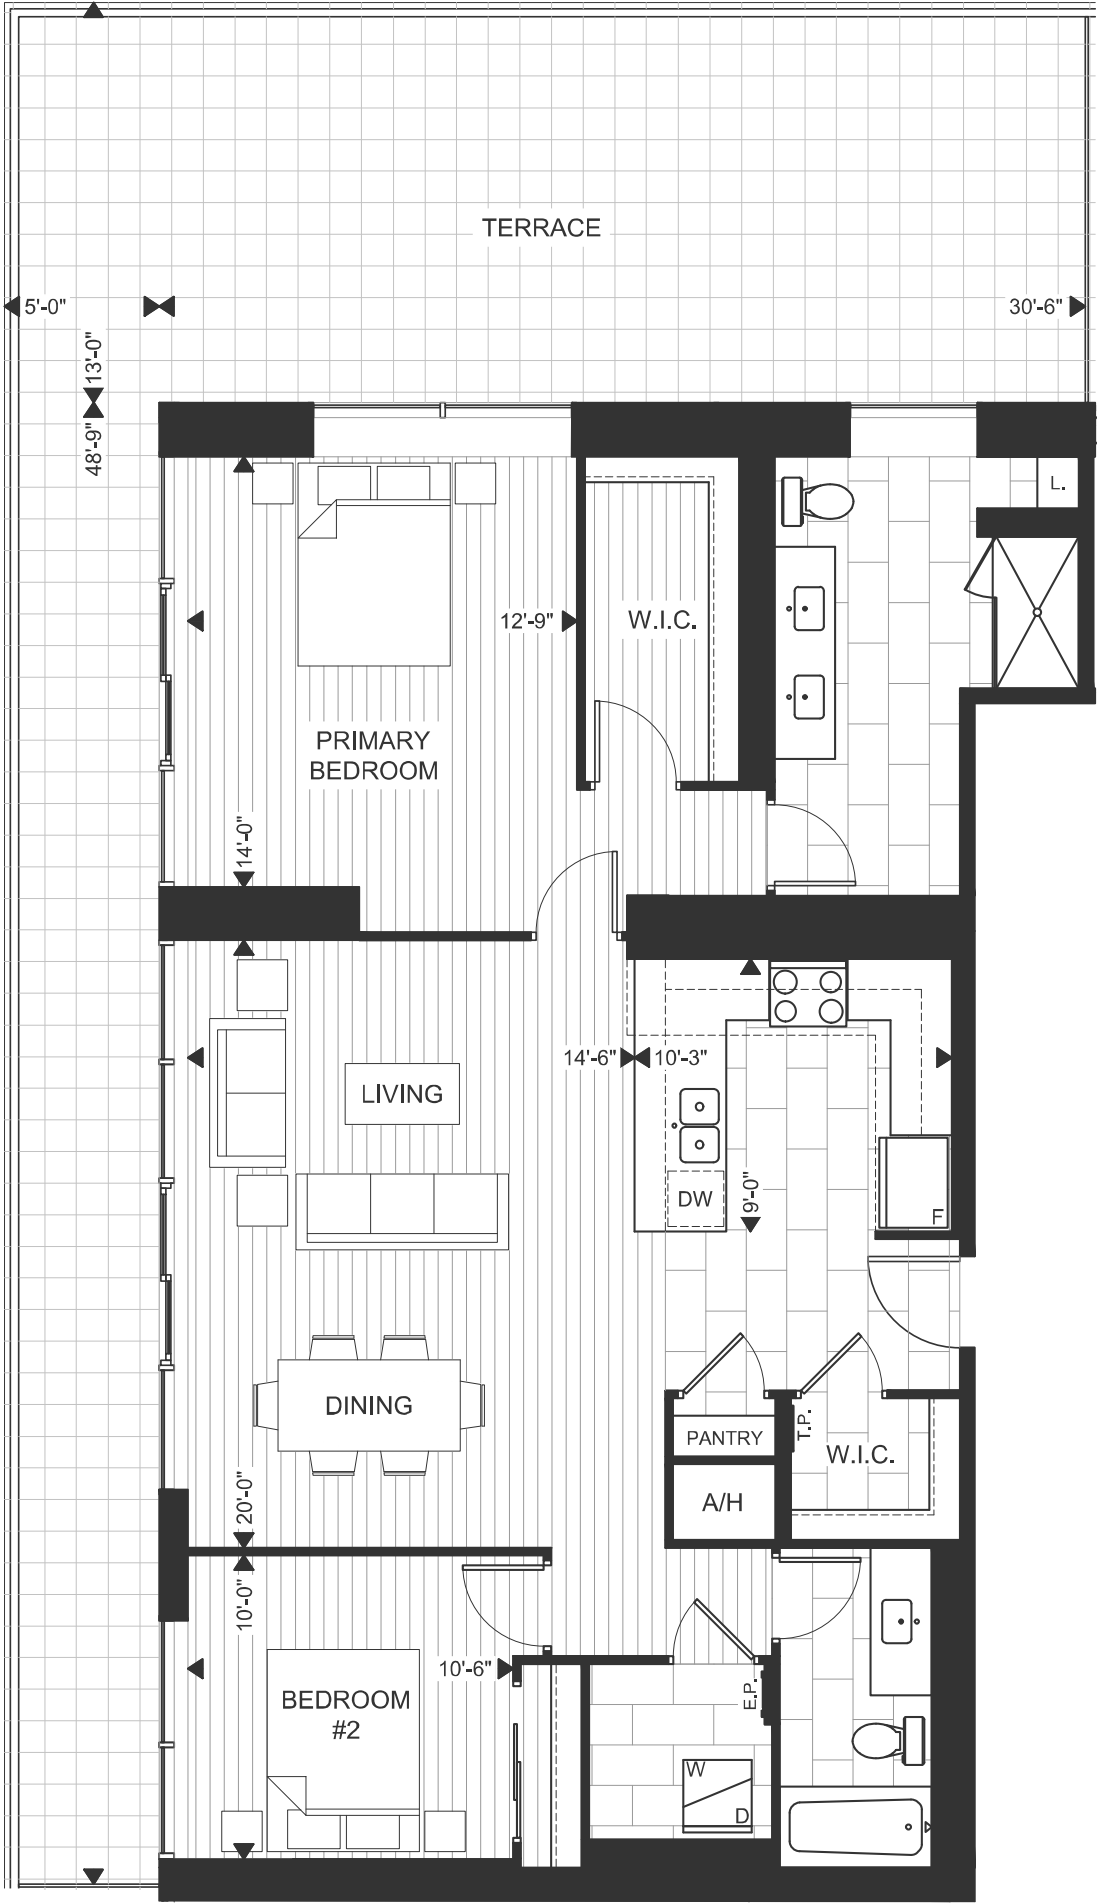 TERRACE
5'-0"
30'-6"
13'-0"
48'-9"
L.
12'-9"
W.I.C.
PRIMARY
BEDROOM
14'-0"
14'-6"
10'-3"
LIVING
DW
9'-0"
F
DINING
PANTRY
T.P.
W.I.C.
A/H
20'-0"
10'-0"
10'-6"
BEDROOM
#2
E.P.
W
D